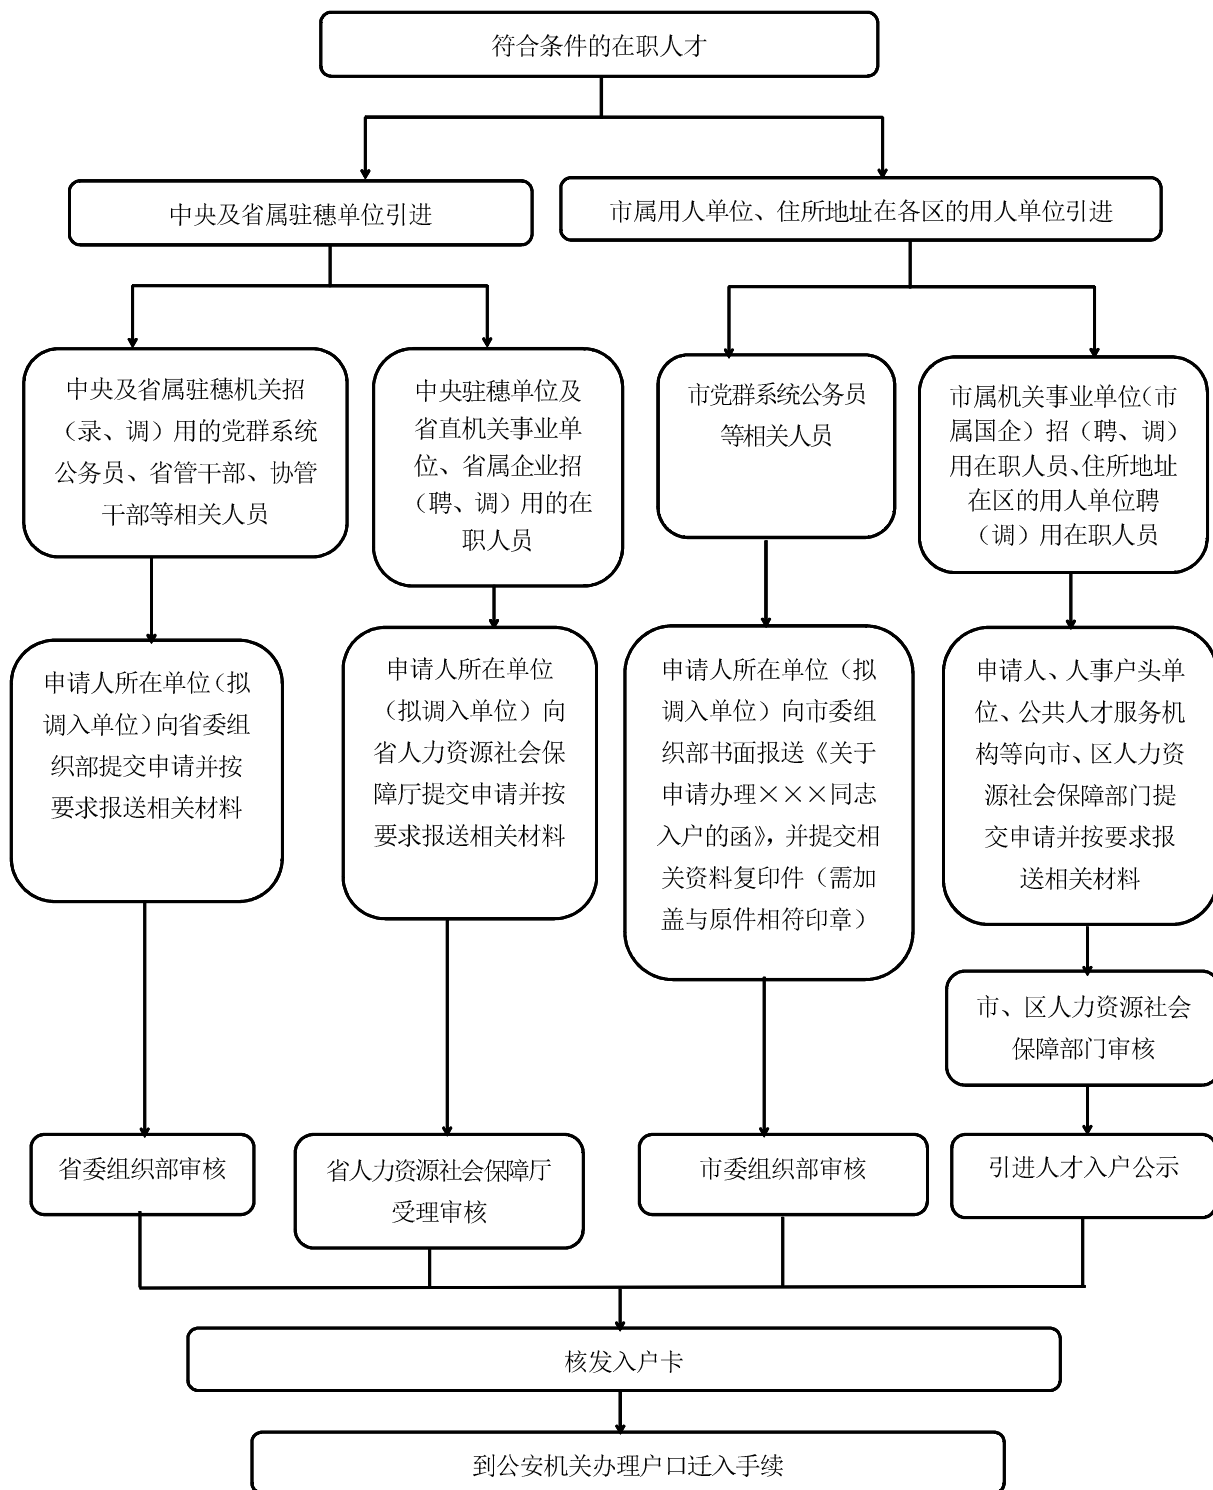 符合条件的在职人才
中央及省属驻穗单位引进
市属用人单位、住所地址在各区的用人单位引进
中央及省属驻穗机关招
（录、调）用的党群系统
公务员、省管干部、协管
干部等相关人员
中央驻穗单位及
省直机关事业单
位、省属企业招
（聘、调）用的在
职人员
市党群系统公务员
等相关人员
市属机关事业单位（市
属国企）招（聘、调）
用在职人员、住所地址
在区的用人单位聘
（调）用在职人员
申请人所在单位（拟
调入单位）向省委组
织部提交申请并按
要求报送相关材料
申请人所在单位
（拟调入单位）向
省人力资源社会保
障厅提交申请并按
要求报送相关材料
申请人所在单位（拟
调入单位）向市委组
织部书面报送《关于
申请办理×××同志
入户的函》，并提交相
关资料复印件（需加
盖与原件相符印章）
申请人、人事户头单
位、公共人才服务机
构等向市、区人力资
源社会保障部门提
交申请并按要求报
送相关材料
市、区人力资源社会
保障部门审核
省委组织部审核
省人力资源社会保障厅
受理审核
市委组织部审核
引进人才入户公示
核发入户卡
到公安机关办理户口迁入手续